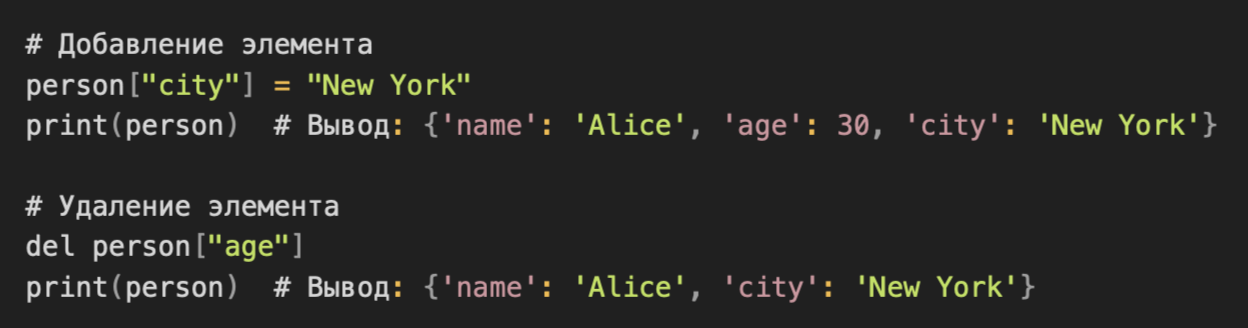 # Добавление элемента
person["city"] = "New York"
print(person)  # Вывод: {'name': 'Alice', 'age': 30, 'city': 'New York'}
# Удаление элемента
del person["age"]
print(person)  # Вывод: {'name': 'Alice', 'city': 'New York'}